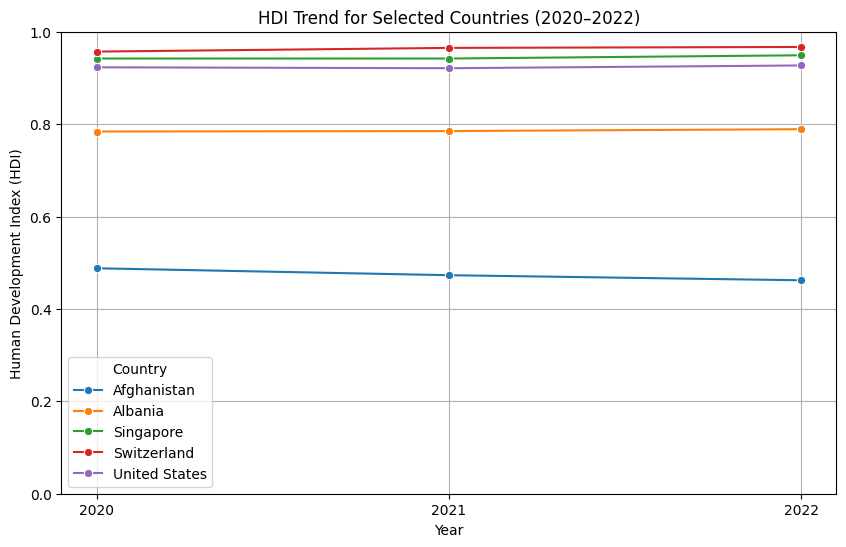 HDI Trend for Selected Countries (2020–2022)
Human Development Index (HDI)
1.0
0.8
0.6
0.4
0.2
0.0
Country
Afghanistan
Albania
Singapore
Switzerland
United States
2020 2021 2022
Year